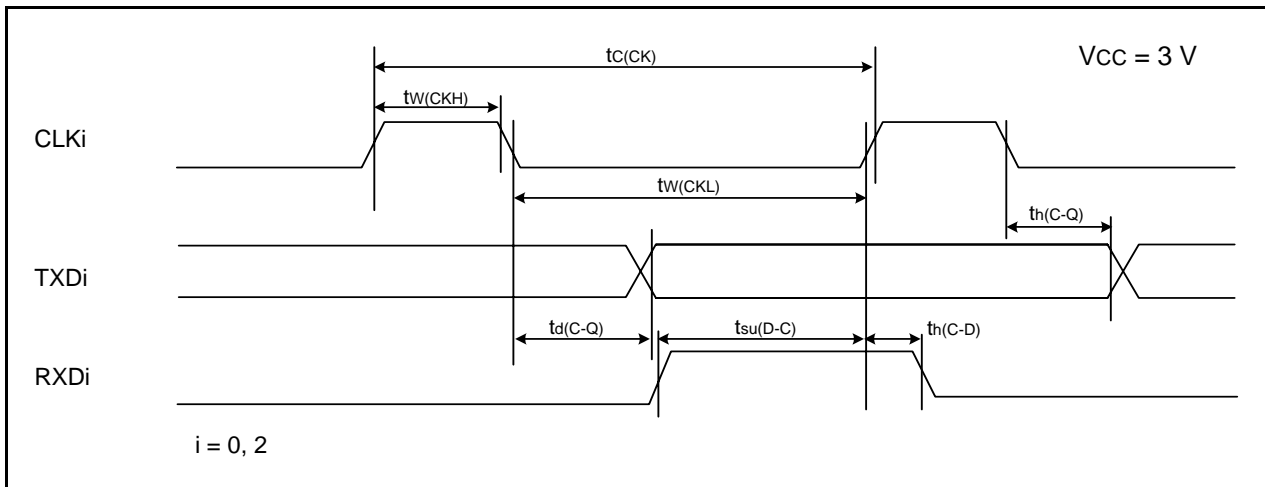 tC(CK)
VCC = 3 V
tW(CKH)
CLKi
tW(CKL)
th(C-Q)
TXDi
td(C-Q)
tsu(D-C)
th(C-D)
RXDi
i = 0, 2